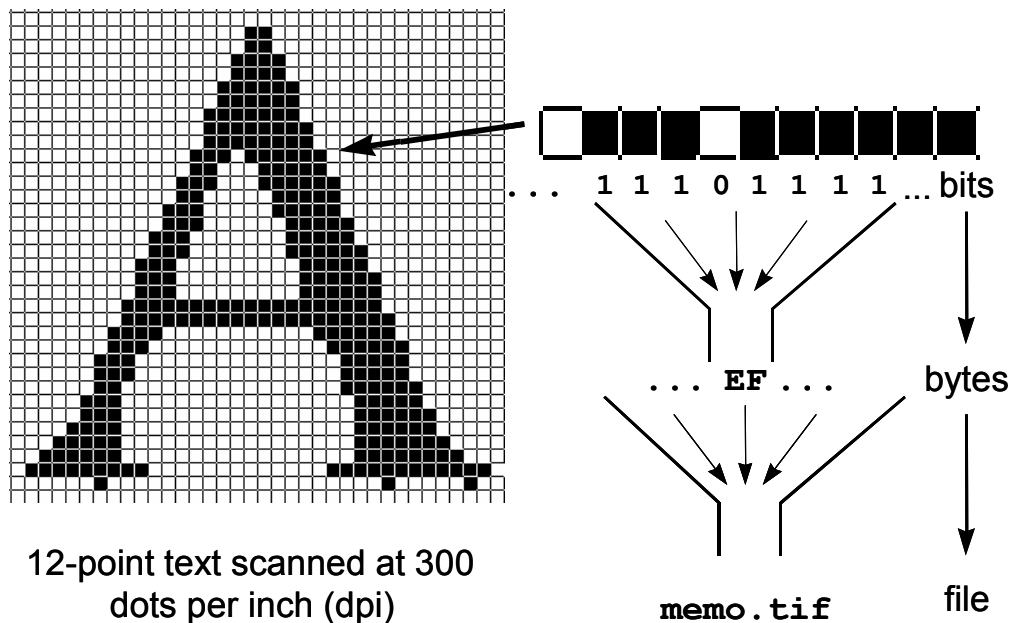 ... 1 1 1 0 1 1 1 1 ... bits
... EF ... bytes
12-point text scanned at 300
dots per inch (dpi)
memo.tif file